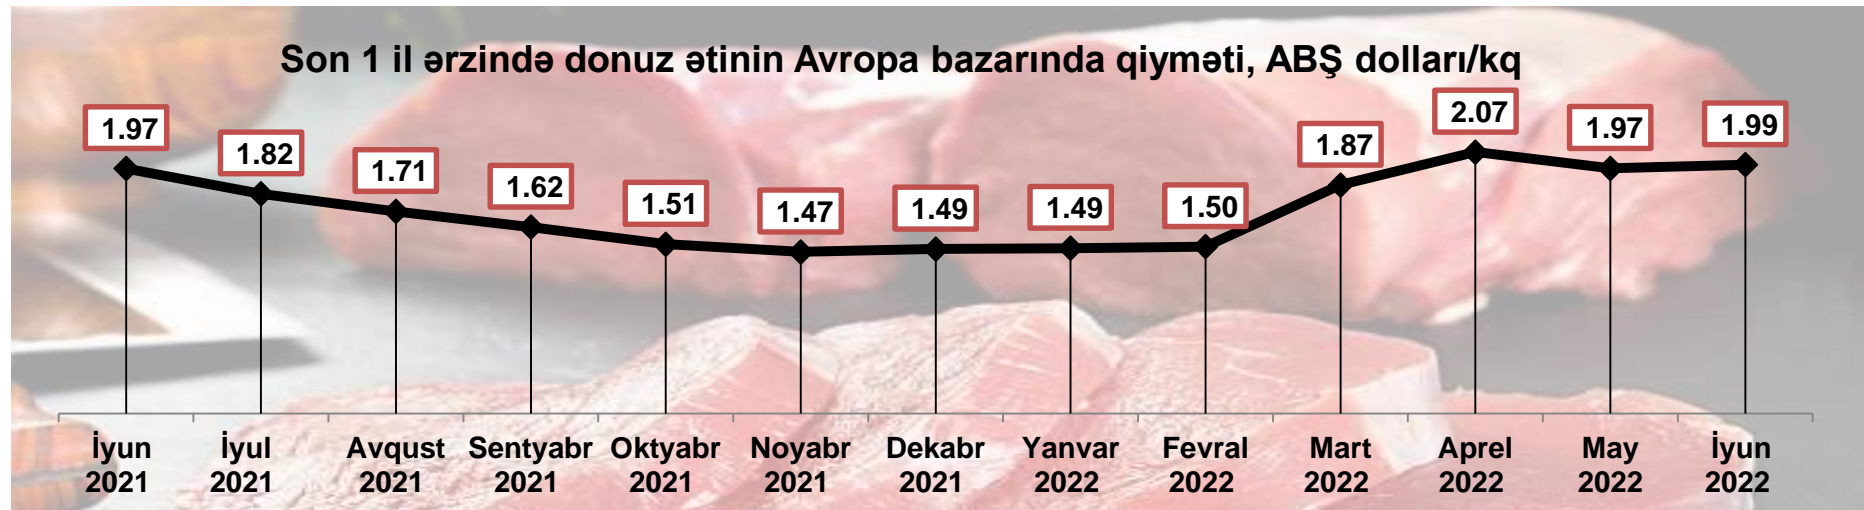 Son 1 il ərzində donuz ətinin Avropa bazarında qiyməti, ABŞ dolları/kq
1.97
1.82
1.71
1.62
1.51
1.47
1.49
1.49
1.50
1.87
2.07
1.97
1.99
İyun
2021
İyul
2021
Avqust
2021
Sentyabr
2021
Oktyabr
2021
Noyabr
2021
Dekabr
2021
Yanvar
2022
Fevral
2022
Mart
2022
Aprel
2022
May
2022
İyun
2022